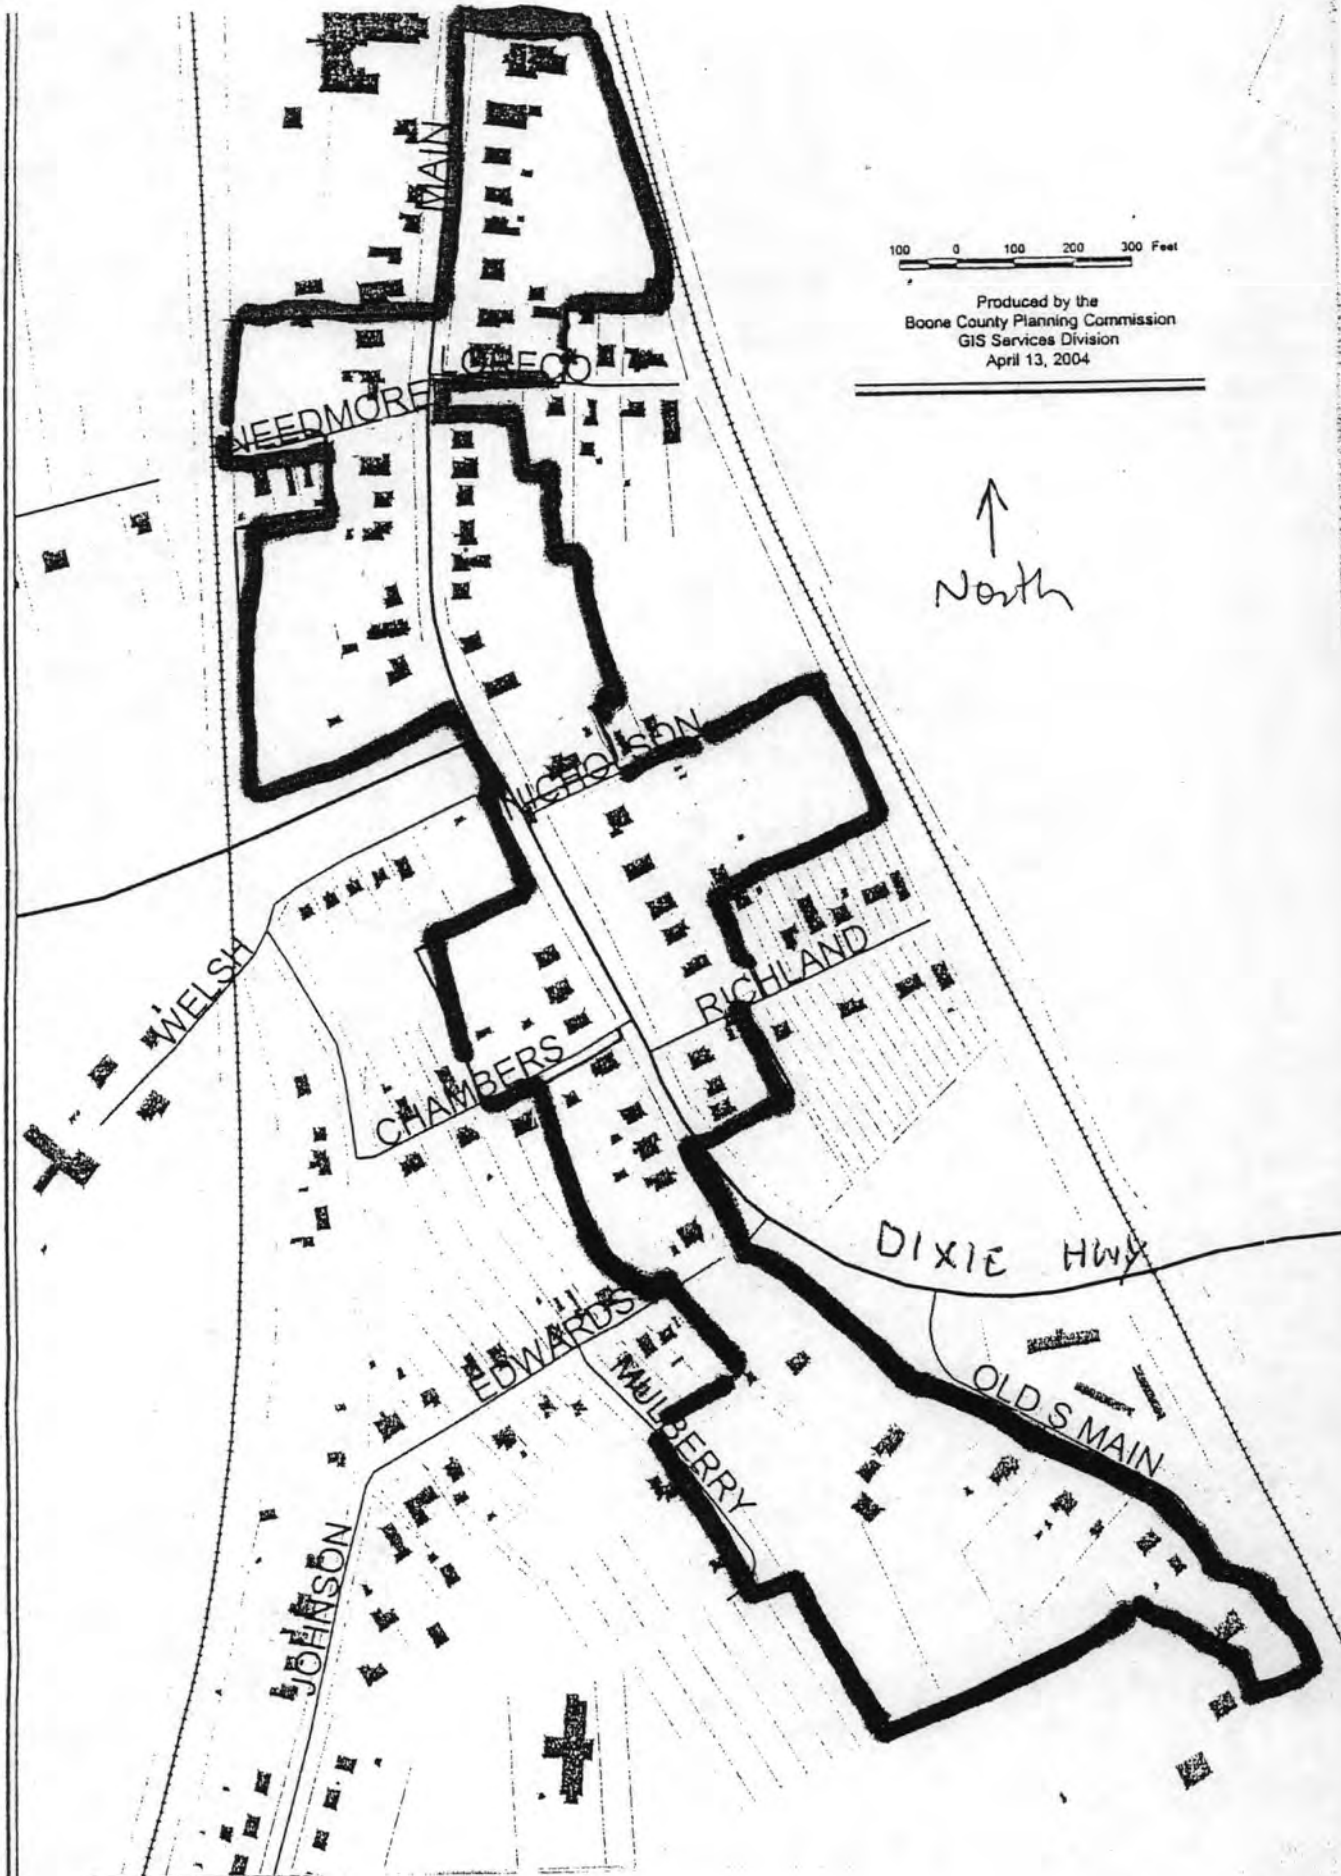 MAIN
100 0 100 200 300 Feet
Produced by the
Boone County Planning Commission
GIS Services Division
April 13, 2004
NEEDMORE
North
NICHOLSON
WELSH
RICHLAND
CHAMBERS
DIXIE Hwy
EDWARDS
MULBERRY
OLD S MAIN
JOHNSON